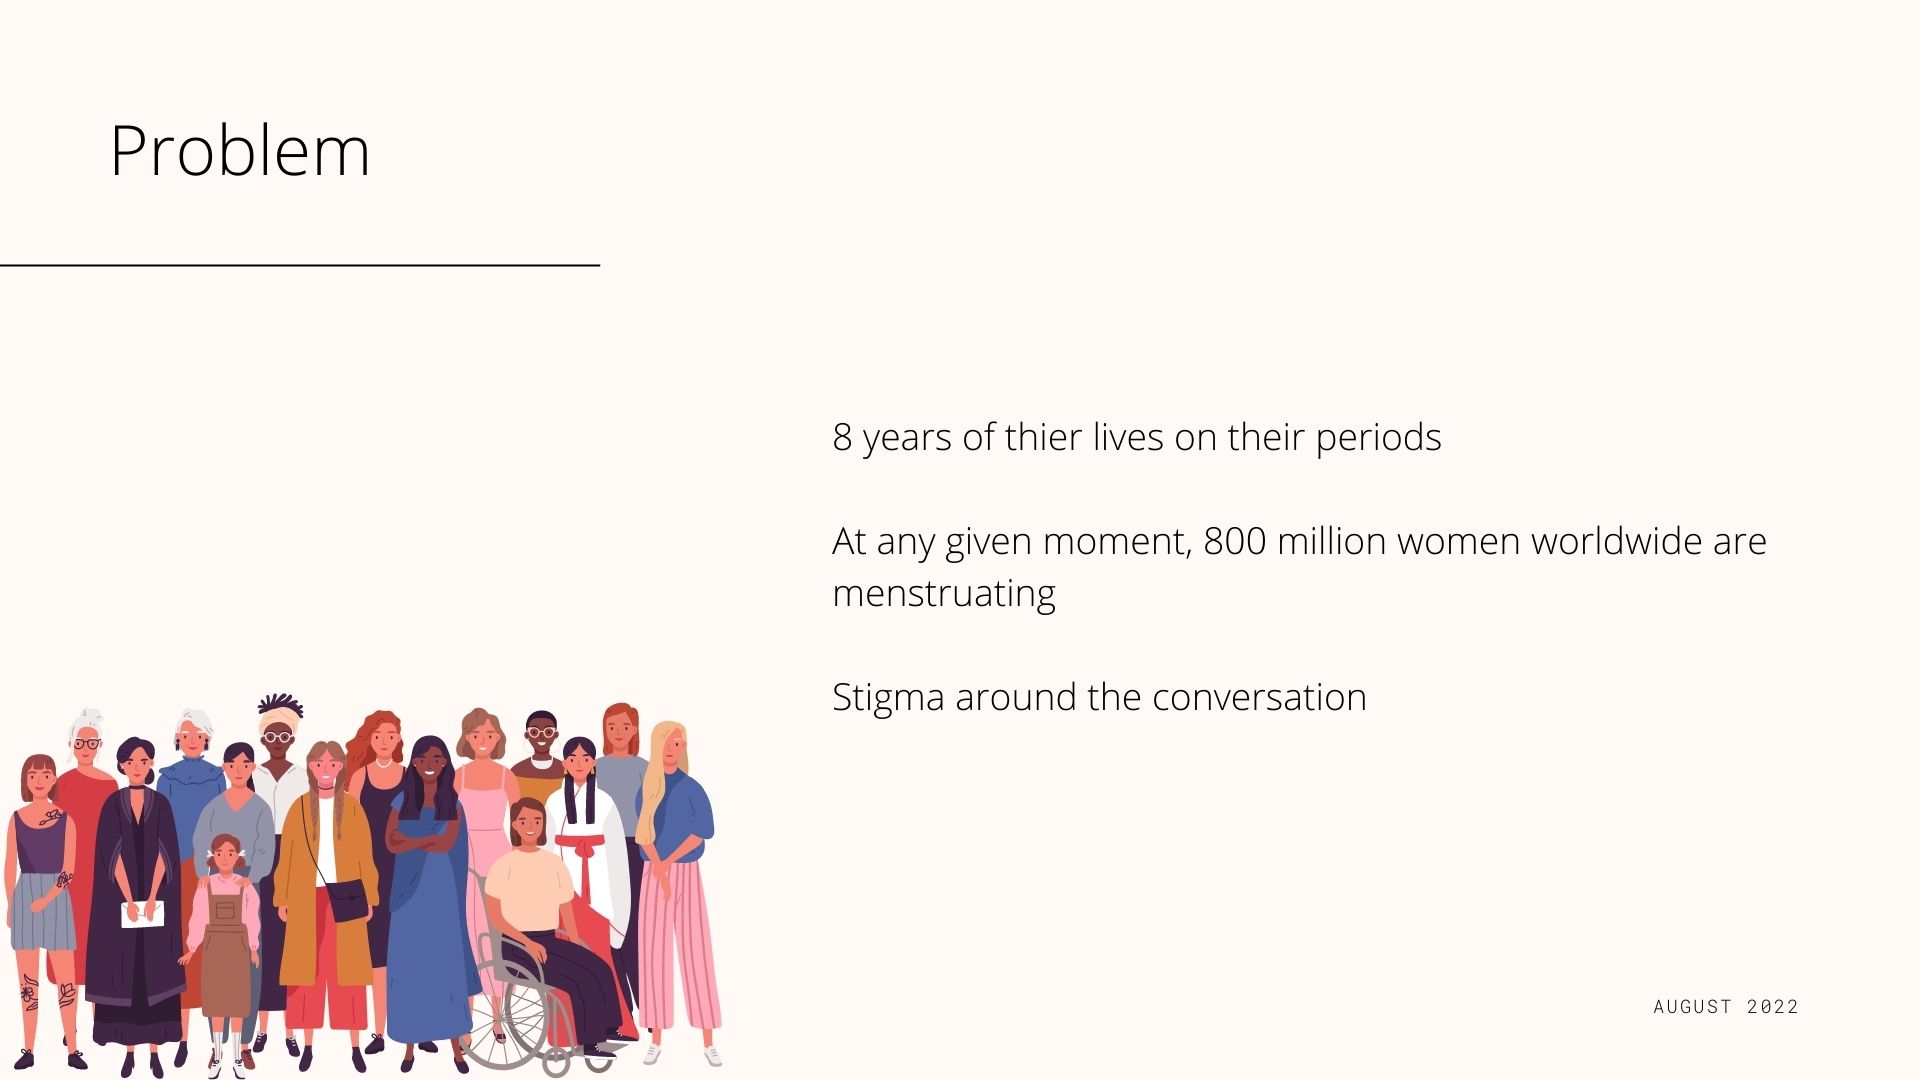 Problem
8 years of thier lives on their periods
At any given moment, 800 million women worldwide are
menstruating
Stigma around the conversation
AUGUST 2022